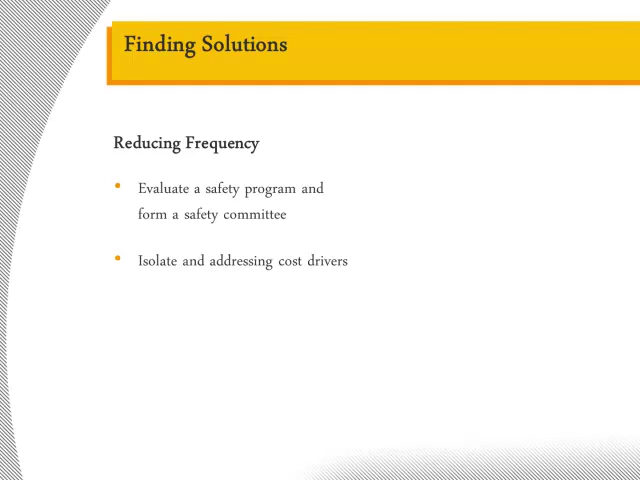 Finding Solutions
Reducing Frequency
• Evaluate a safety program and
form a safety committee
• Isolate and addressing cost drivers